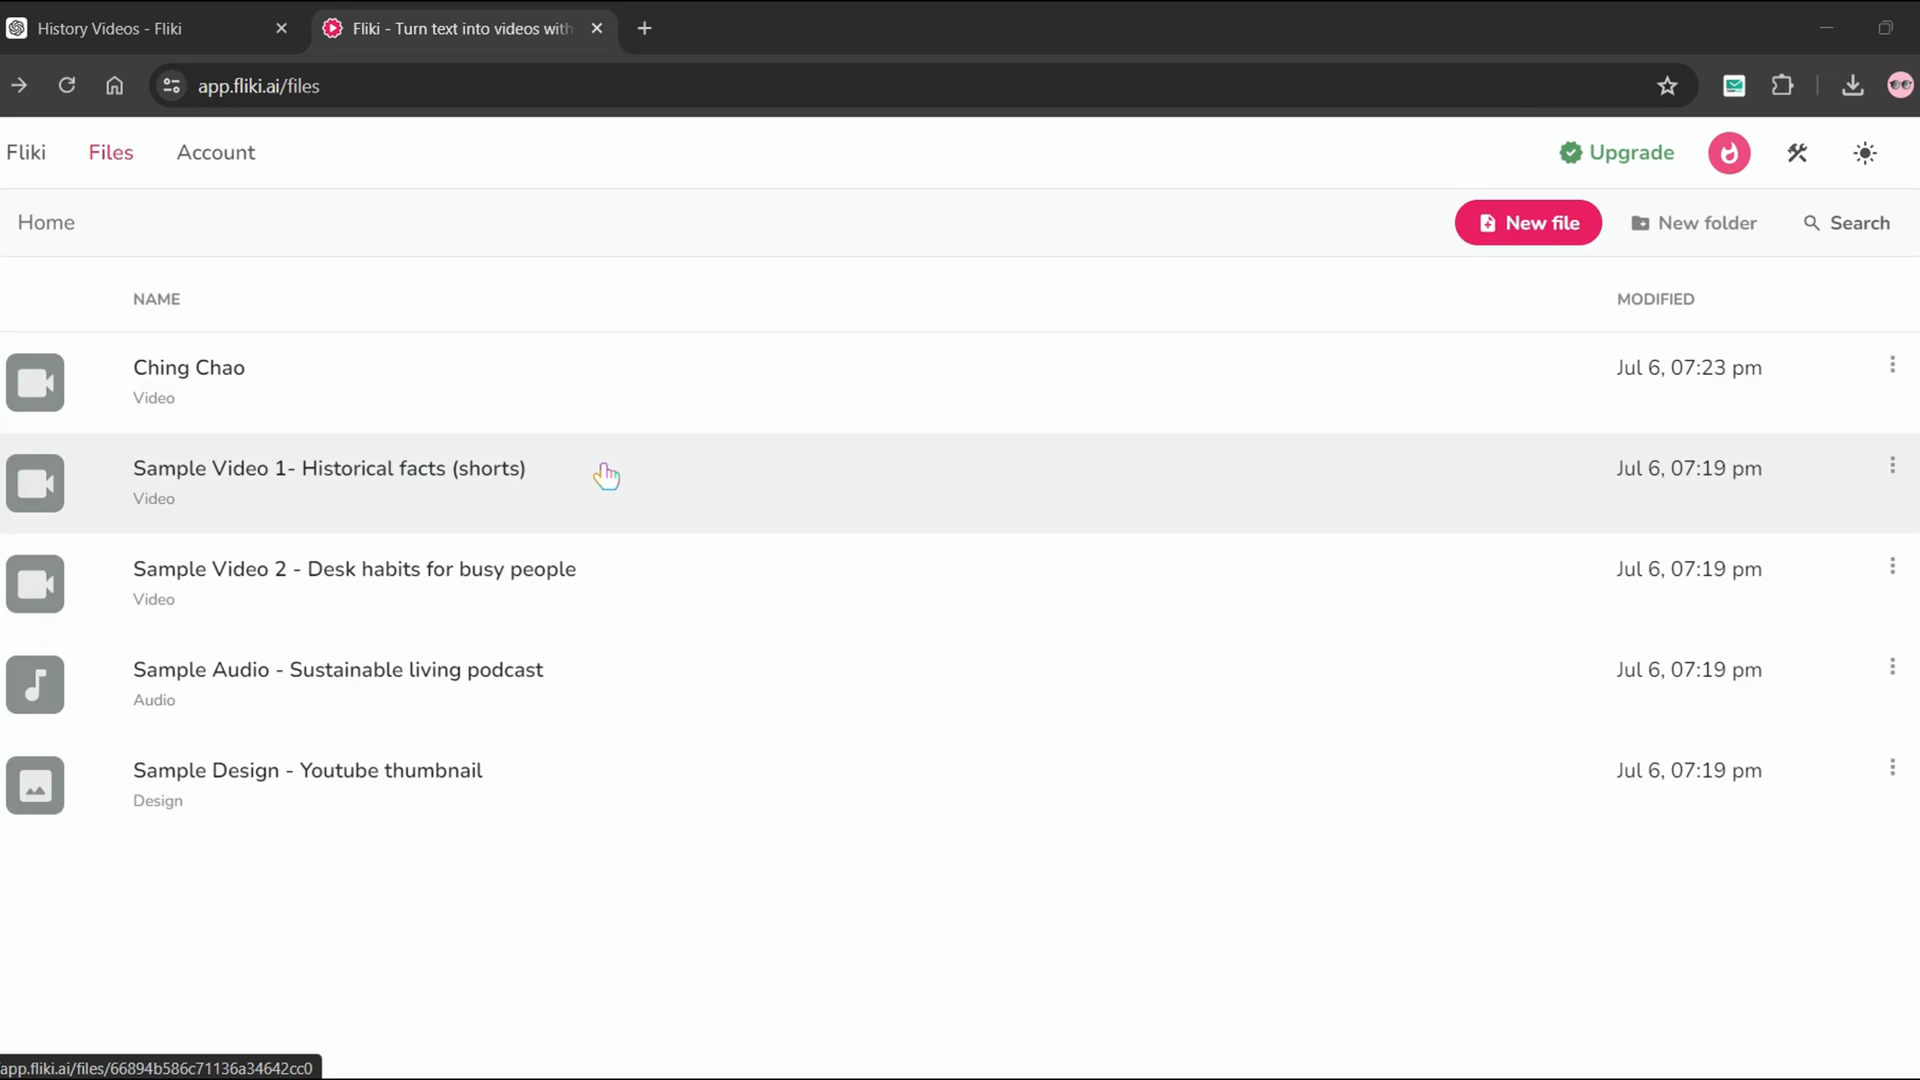 History Videos - Fliki
Fliki - Turn text into videos with
app.fliki.ai/files
Fliki Files Account Upgrade
Home New file New folder Search
NAME MODIFIED
Ching Chao Jul 6, 07:23 pm
Video
Sample Video 1- Historical facts (shorts) Jul 6, 07:19 pm
Video
Sample Video 2 - Desk habits for busy people Jul 6, 07:19 pm
Video
Sample Audio - Sustainable living podcast Jul 6, 07:19 pm
Audio
Sample Design - Youtube thumbnail Jul 6, 07:19 pm
Design
app.fliki.ai/files/66894b586c71136a34642cc0